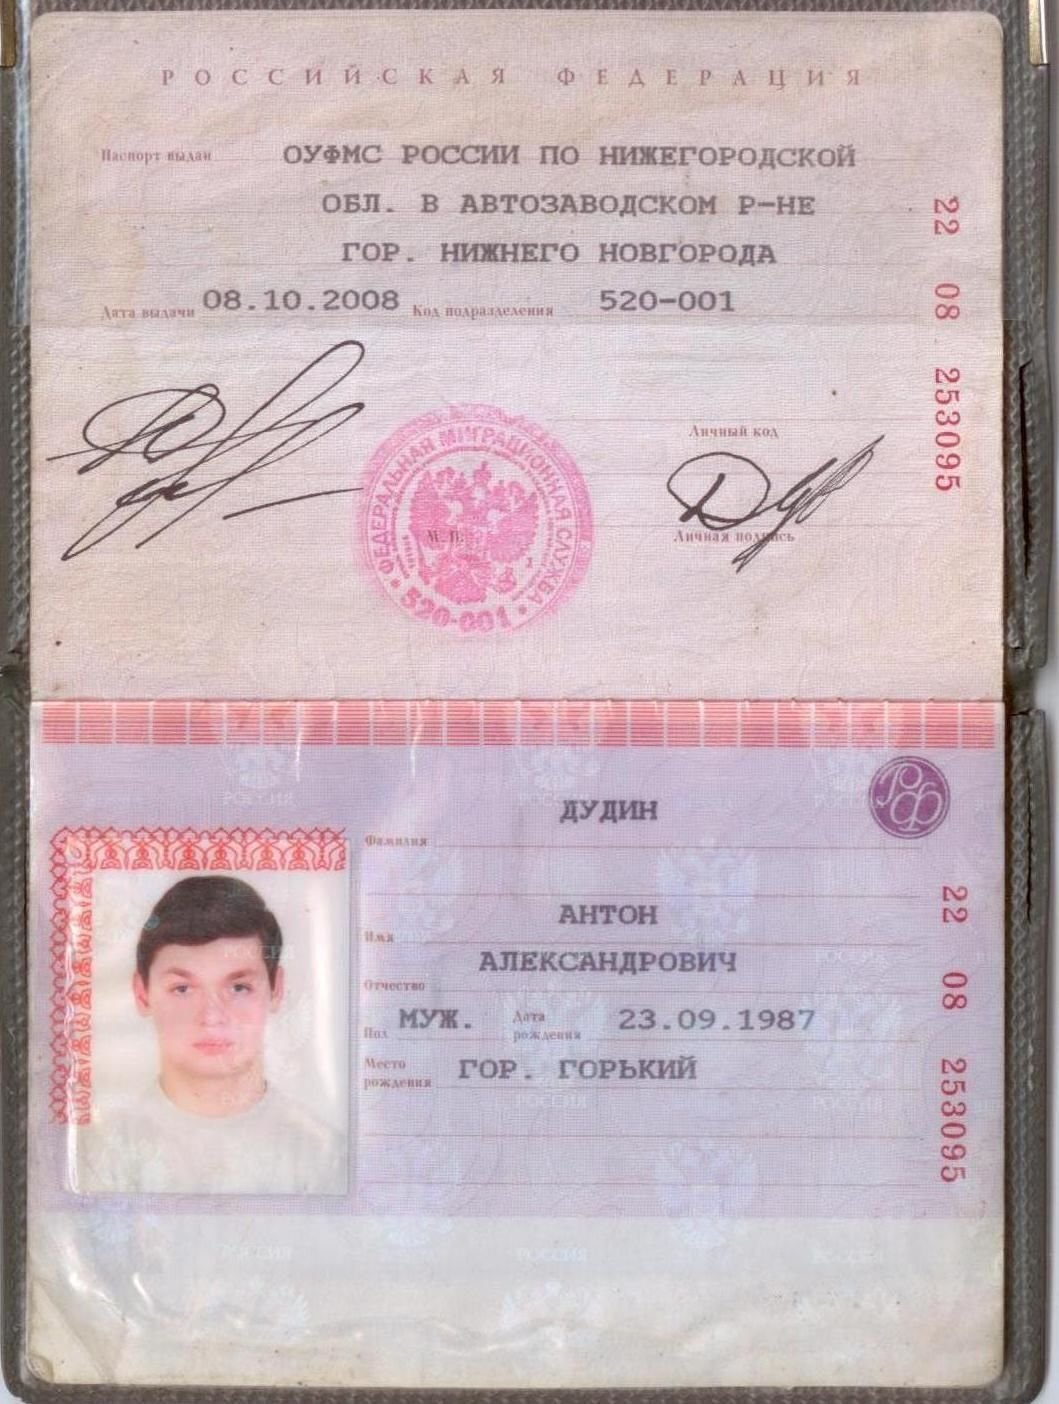 РОССИЙСКАЯ ФЕДЕРАЦИЯ
Паспорт выдан ОУФМС РОССИИ ПО НИЖЕГОРОДСКОЙ
ОБЛ. В АВТОЗАВОДСКОМ Р-НЕ
ГОР. НИЖНЕГО НОВГОРОДА
Дата выдачи 08.10.2008 Код подразделения 520-001
22 08 253095
Личный код
ФЕДЕРАЛЬНАЯ МИГРАЦИОННАЯ СЛУЖБА
520-001
М. П.
Личная подпись
РФ
ДУДИН
Фамилия
АНТОН
Имя
АЛЕКСАНДРОВИЧ
Отчество
Пол МУЖ. Дата рождения 23.09.1987
Место рождения ГОР. ГОРЬКИЙ
22 08 253095
РОССИЯ РОССИЯ РОССИЯ